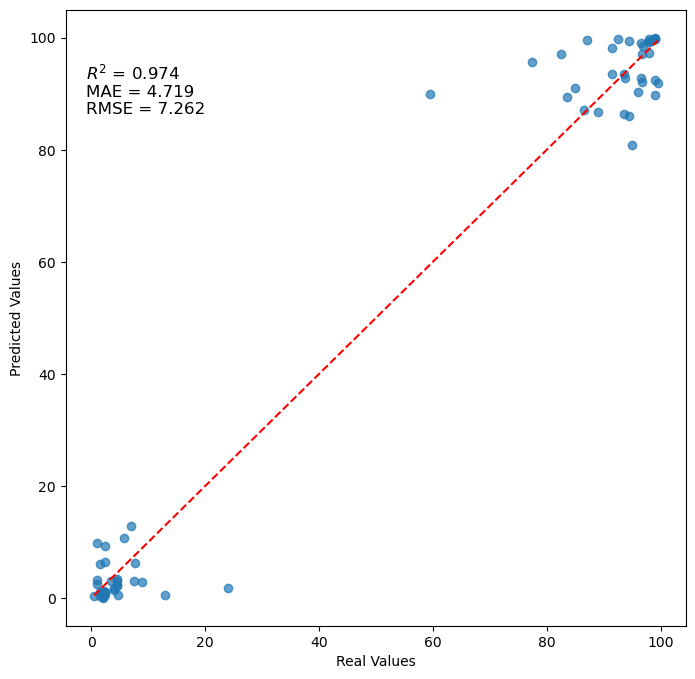 100
80
60
40
20
0
Predicted Values
R² = 0.974
MAE = 4.719
RMSE = 7.262
0 20 40 60 80 100
Real Values